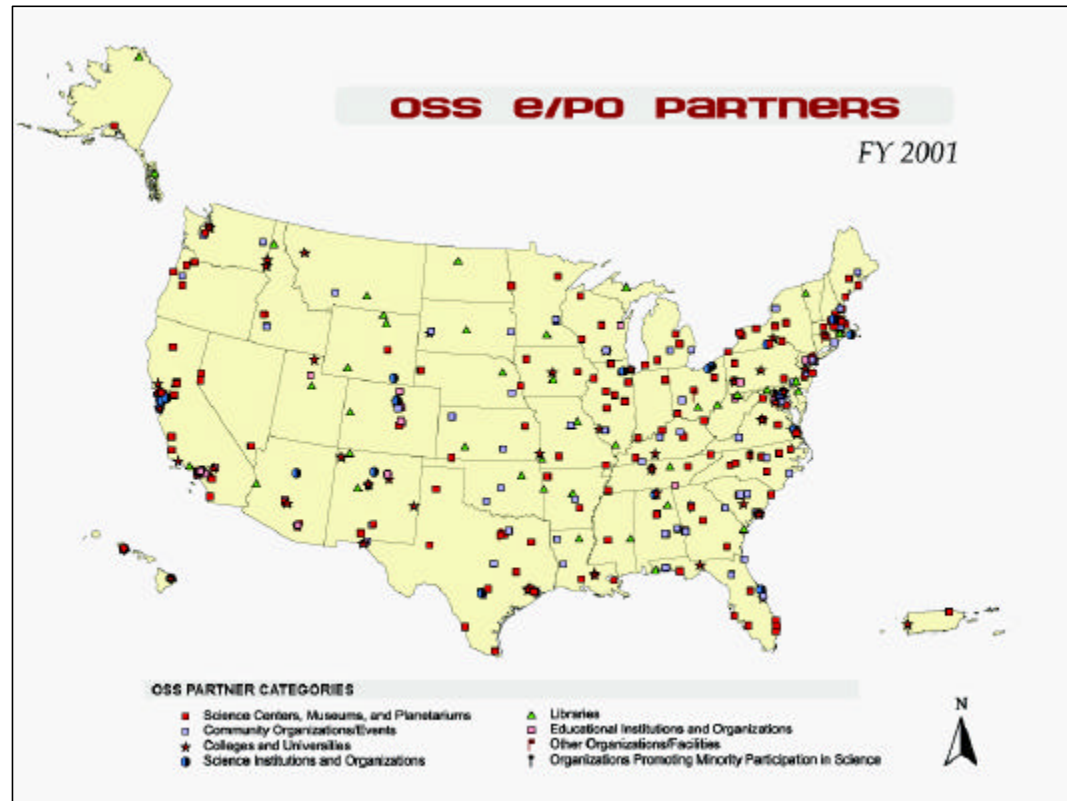 OSS e/PO PaRTNeRS
FY 2001
OSS PARTNER CATEGORIES
Science Centers, Museums, and Planetariums
Community Organizations/Events
Colleges and Universities
Science Institutions and Organizations
Libraries
Educational Institutions and Organizations
Other Organizations/Facilities
Organizations Promoting Minority Participation in Science
N